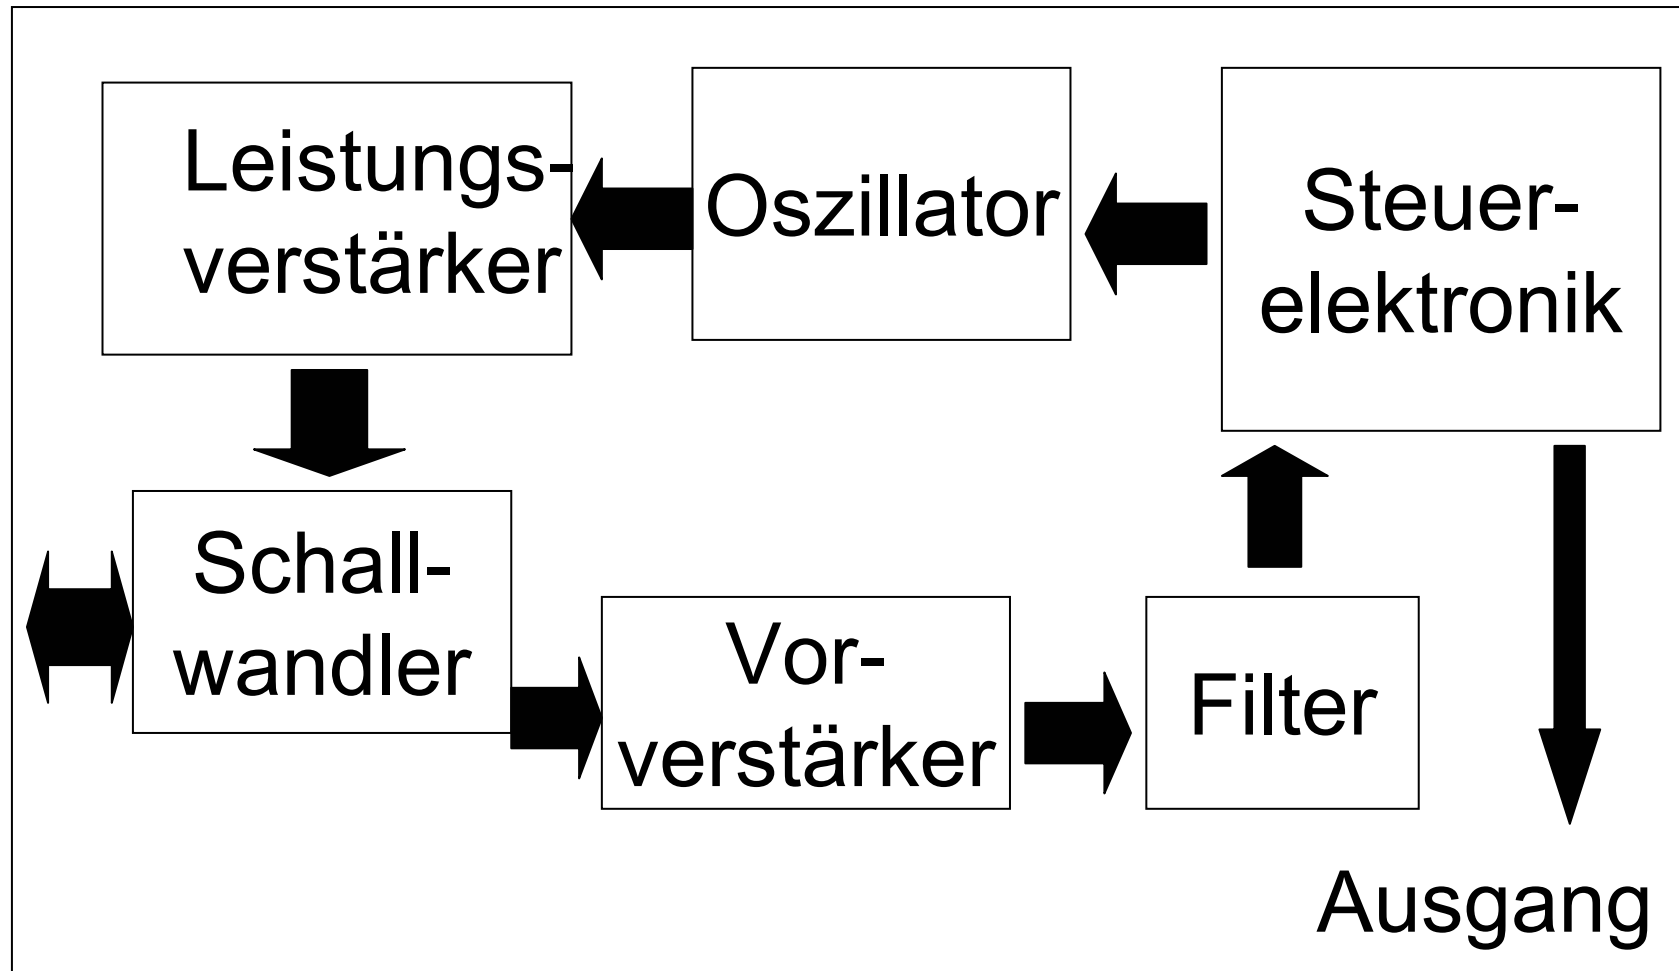 Leistungs-
verstärker
Oszillator
Steuer-
elektronik
Schall-
wandler
Vor-
verstärker
Filter
Ausgang